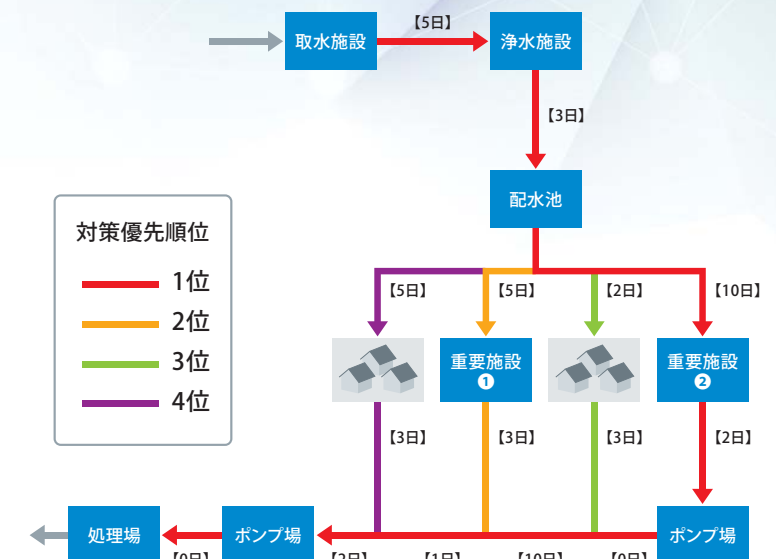 【5日】
取水施設
浄水施設
【3日】
配水池
対策優先順位
1位
2位
3位
4位
【5日】
【5日】
【2日】
【10日】
重要施設
❶
重要施設
❷
【3日】
【3日】
【3日】
【2日】
処理場
ポンプ場
ポンプ場